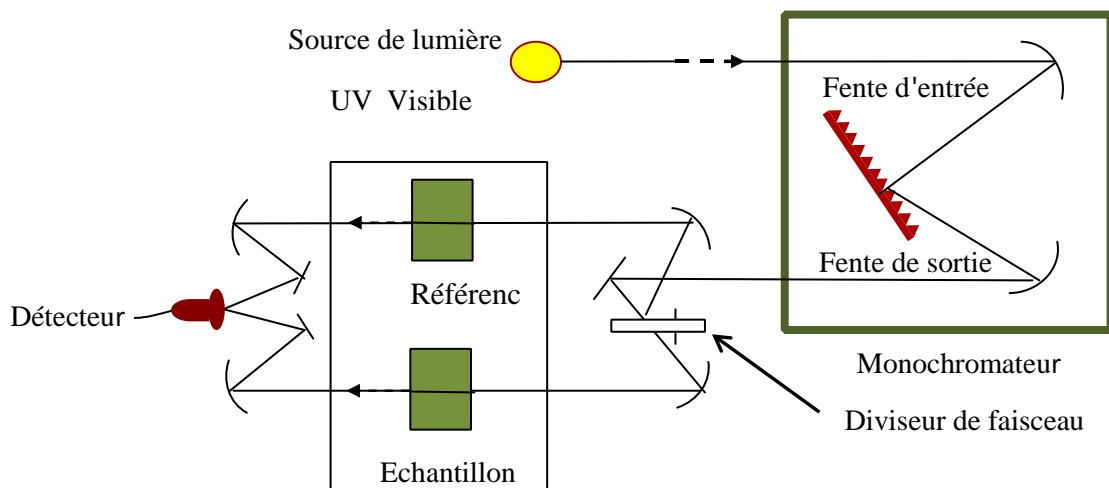 Source de lumière
UV Visible
Fente d'entrée
Fente de sortie
Référenc
Détecteur
Monochromateur
Diviseur de faisceau
Echantillon